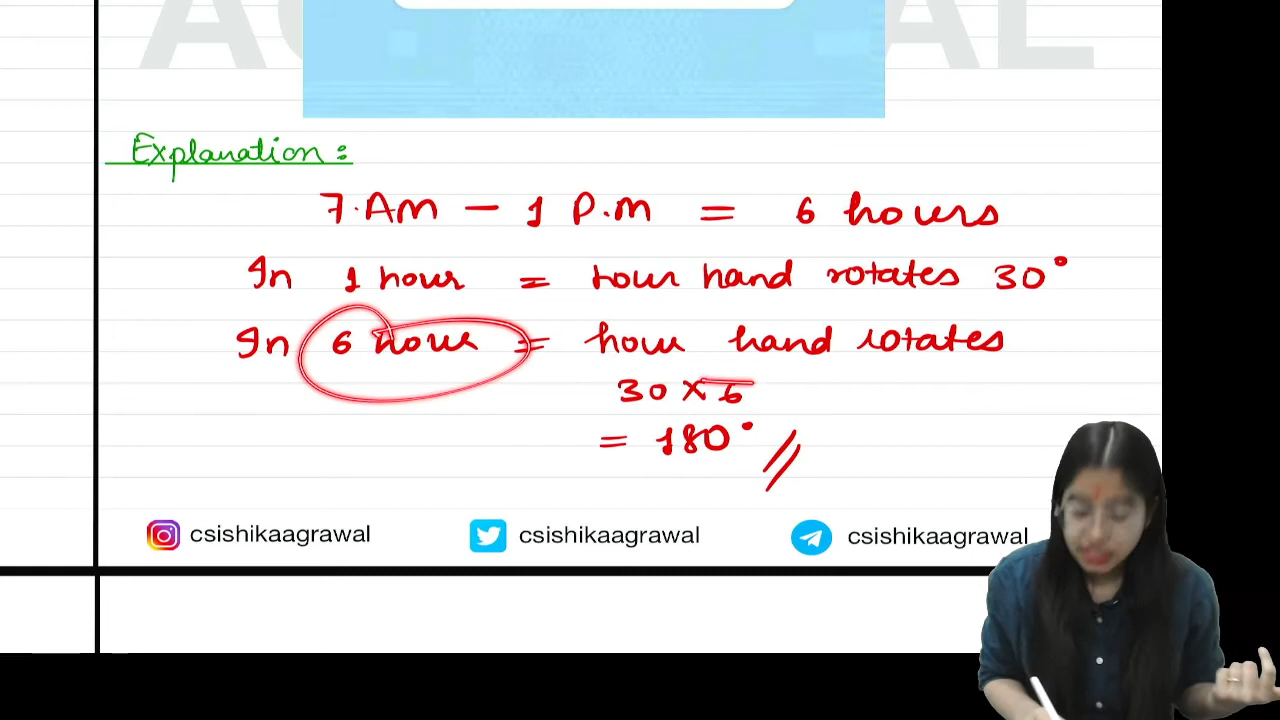 Explanation:
7.AM - 1 P.m = 6 hours
In 1 hour = hour hand rotates 30°
In 6 hour = hour hand rotates
30 × 6
= 180°
csishikaagrawal csishikaagrawal csishikaagrawal